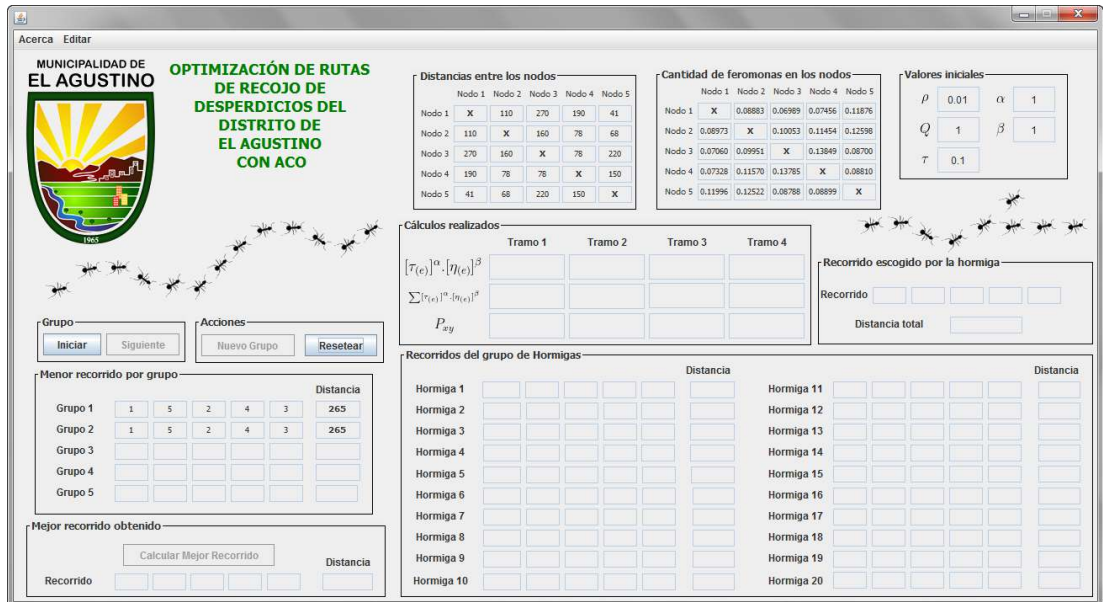 Acerca Editar
MUNICIPALIDAD DE
EL AGUSTINO
1965
OPTIMIZACIÓN DE RUTAS
DE RECOJO DE
DESPERDICIOS DEL
DISTRITO DE
EL AGUSTINO
CON ACO
Distancias entre los nodos
Nodo 1 Nodo 2 Nodo 3 Nodo 4 Nodo 5
Nodo 1 X 110 270 190 41
Nodo 2 110 X 160 78 68
Nodo 3 270 160 X 78 220
Nodo 4 190 78 78 X 150
Nodo 5 41 68 220 150 X
Cantidad de feromonas en los nodos
Nodo 1 Nodo 2 Nodo 3 Nodo 4 Nodo 5
Nodo 1 X 0.08883 0.06989 0.07456 0.11876
Nodo 2 0.08973 X 0.10053 0.11454 0.12598
Nodo 3 0.07060 0.09951 X 0.13849 0.08700
Nodo 4 0.07328 0.11570 0.13785 X 0.08810
Nodo 5 0.11996 0.12522 0.08788 0.08899 X
Valores iniciales
ρ 0.01 α 1
Q 1 β 1
τ 0.1
Cálculos realizados
Tramo 1 Tramo 2 Tramo 3 Tramo 4
[τ(e)]^α.[η(e)]^β
∑[τ(e)]^α.[η(e)]^β
P_xy
Recorrido escogido por la hormiga
Recorrido
Distancia total
Grupo
Iniciar Siguiente
Acciones
Nuevo Grupo Resetear
Menor recorrido por grupo
Distancia
Grupo 1 1 5 2 4 3 265
Grupo 2 1 5 2 4 3 265
Grupo 3
Grupo 4
Grupo 5
Mejor recorrido obtenido
Calcular Mejor Recorrido
Distancia
Recorrido
Recorridos del grupo de Hormigas
Distancia Distancia
Hormiga 1 Hormiga 11
Hormiga 2 Hormiga 12
Hormiga 3 Hormiga 13
Hormiga 4 Hormiga 14
Hormiga 5 Hormiga 15
Hormiga 6 Hormiga 16
Hormiga 7 Hormiga 17
Hormiga 8 Hormiga 18
Hormiga 9 Hormiga 19
Hormiga 10 Hormiga 20